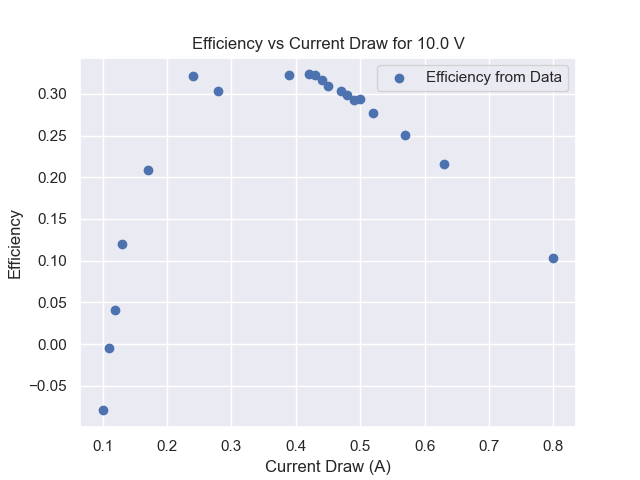 Efficiency vs Current Draw for 10.0 V
Efficiency from Data
0.30
0.25
0.20
0.15
0.10
0.05
0.00
−0.05
Efficiency
0.1 0.2 0.3 0.4 0.5 0.6 0.7 0.8
Current Draw (A)